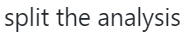 split the analysis